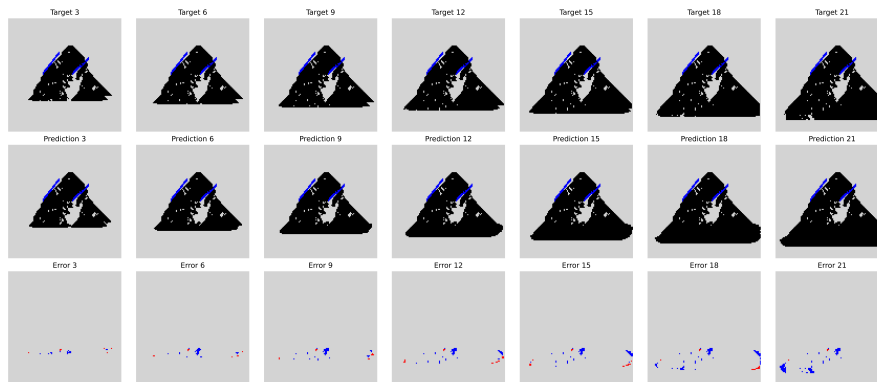 Target 3 Target 6 Target 9 Target 12 Target 15 Target 18 Target 21
Prediction 3 Prediction 6 Prediction 9 Prediction 12 Prediction 15 Prediction 18 Prediction 21
Error 3 Error 6 Error 9 Error 12 Error 15 Error 18 Error 21